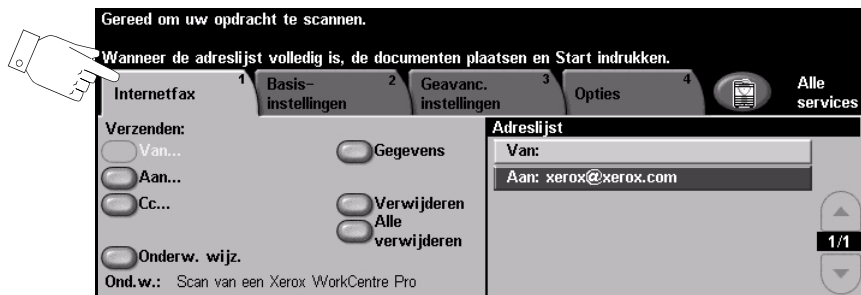 Gereed om uw opdracht te scannen.
Wanneer de adreslijst volledig is, de documenten plaatsen en Start indrukken.
Internetfax 1
Basis-
instellingen 2
Geavanc.
instellingen 3
Opties 4
Alle
services
Verzenden:
Van...
Aan...
Cc...
Onderw. wijz.
Gegevens
Verwijderen
Alle
verwijderen
Ond.w.: Scan van een Xerox WorkCentre Pro
Adreslijst
Van:
Aan: xerox@xerox.com
1/1